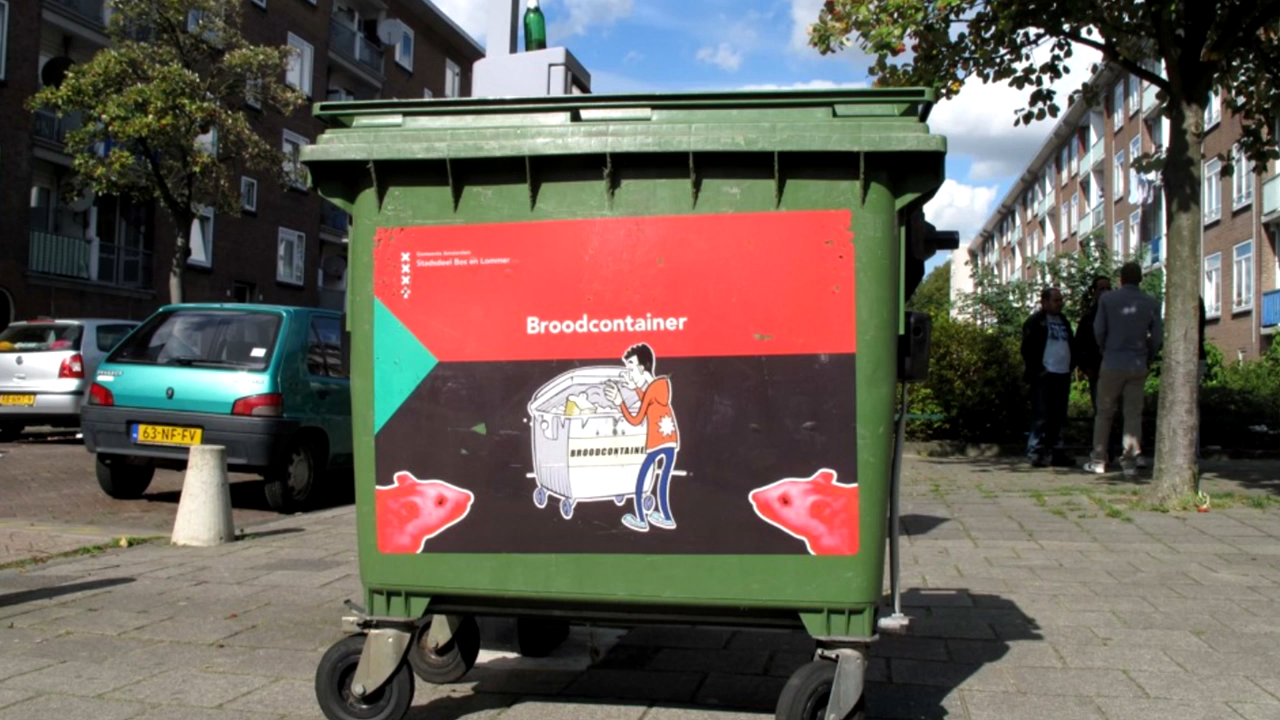 Gemeente Amsterdam
Stadsdeel Bos en Lommer
Broodcontainer
BROODCONTAINE
63-NF-FV